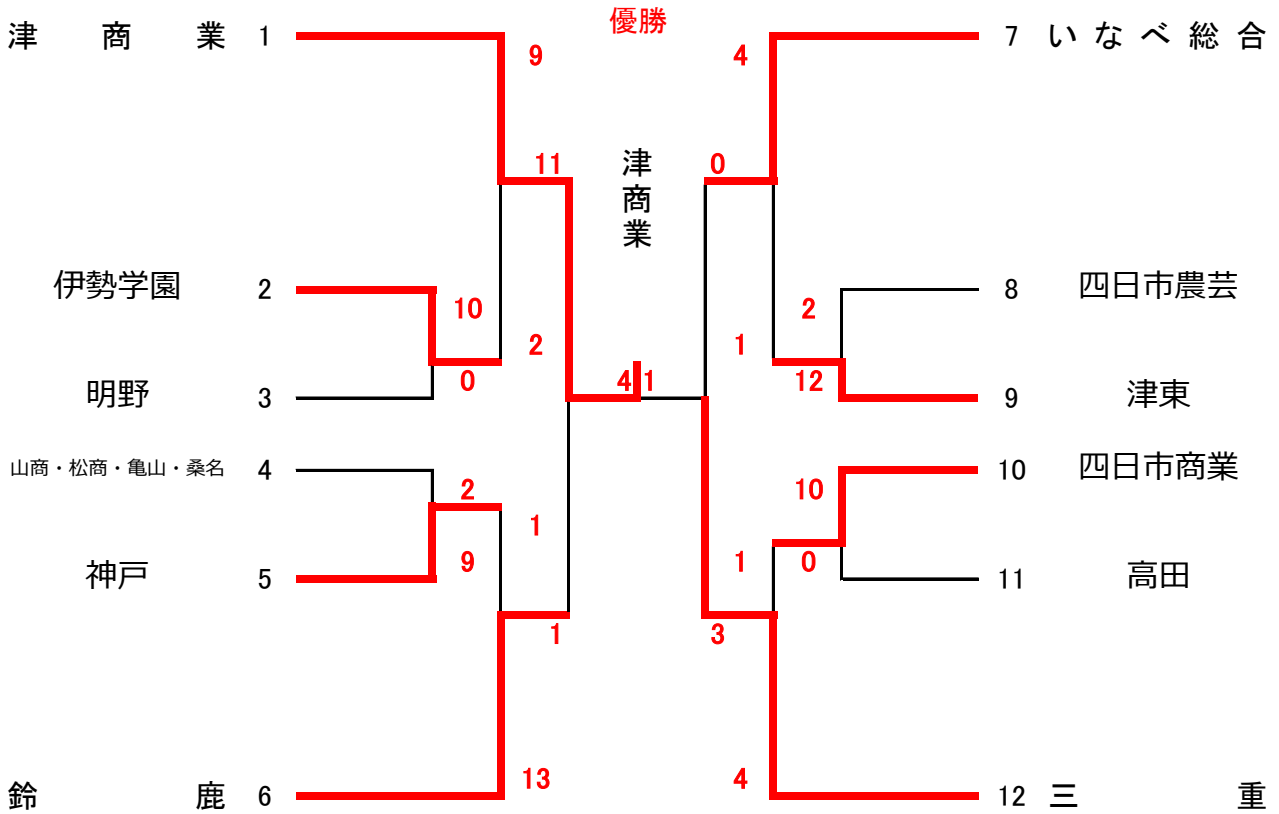 優勝
津商業 1 9 4 7 いなべ総合
11 津商業 0
伊勢学園 2 10 2 8 四日市農芸
2 1
0 4 1 12
明野 3 9 津東
山商・松商・亀山・桑名 4 2 10 10 四日市商業
1
神戸 5 9 1 0 11 高田
1 3
鈴鹿 6 13 4 12 三重